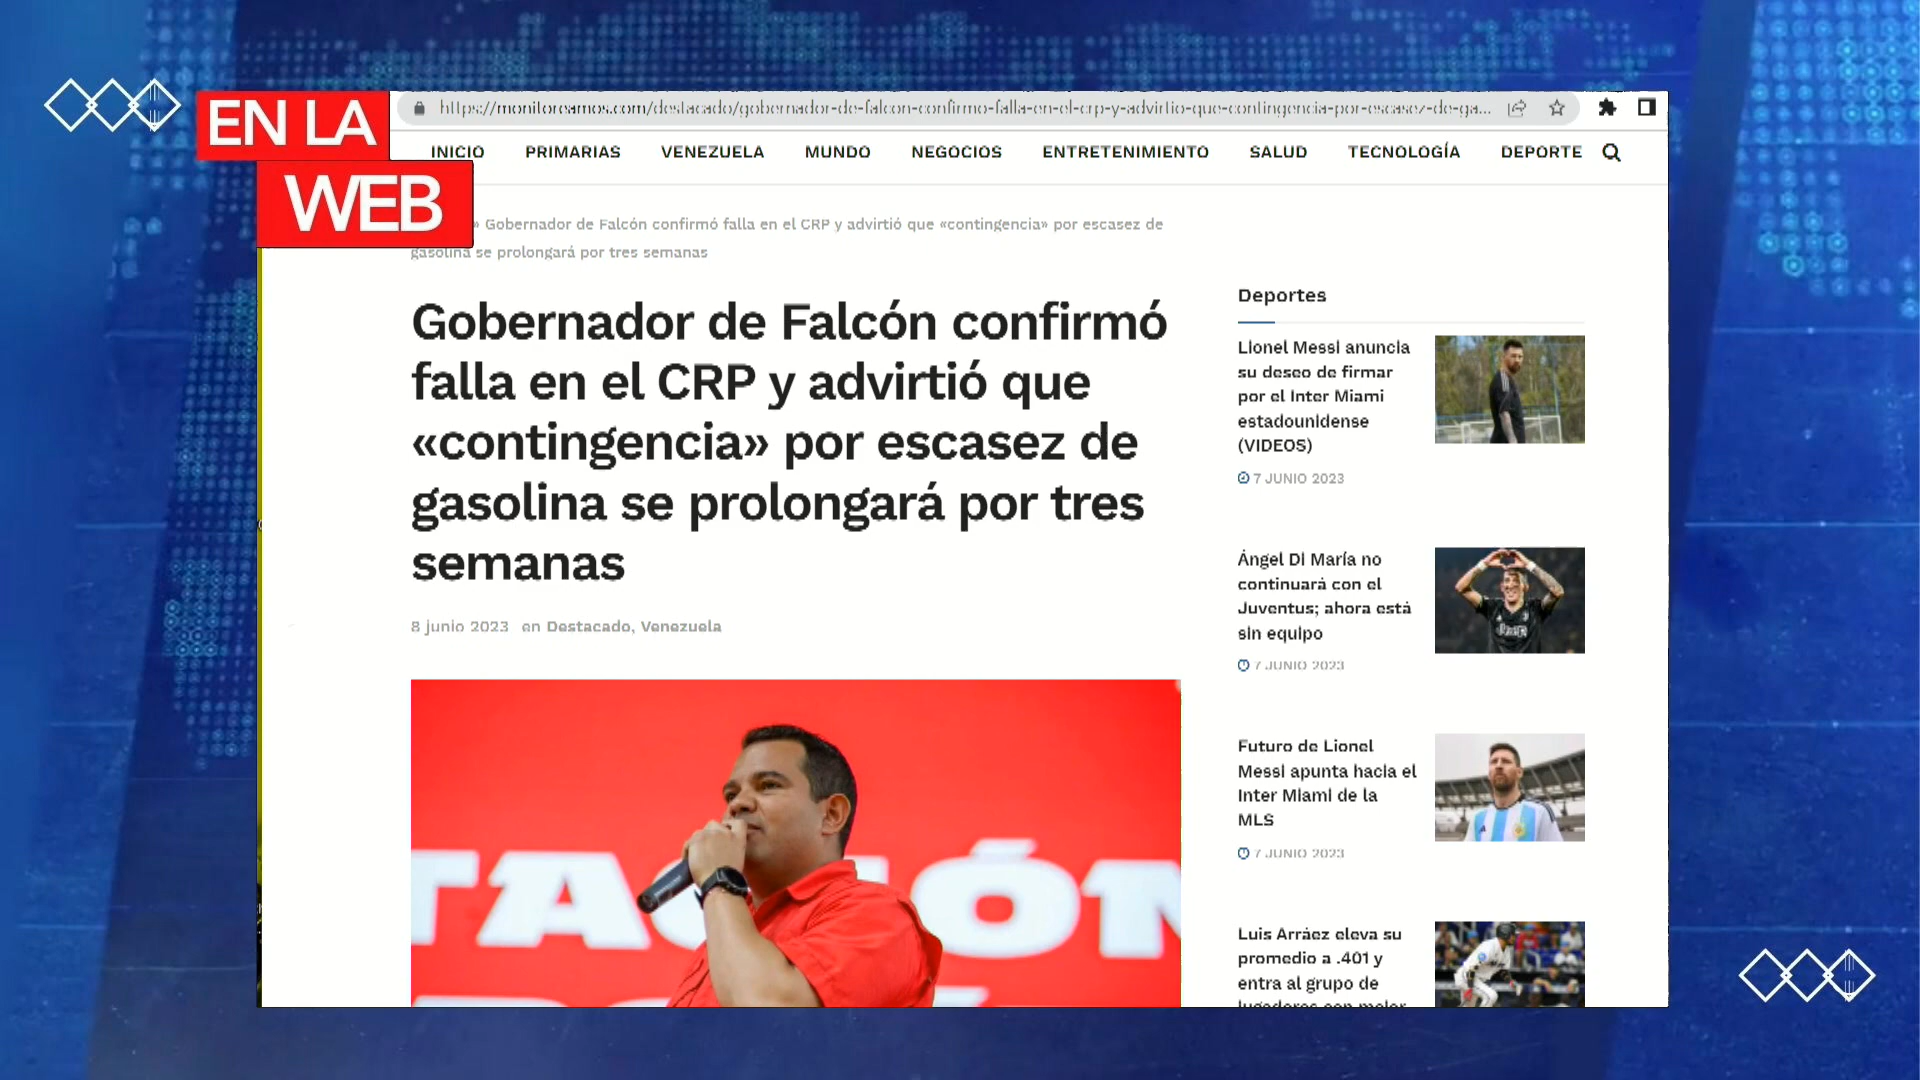 EN LA
WEB
https://monitoreamos.com/destacado/gobernador-de-falcon-confirmo-falla-en-el-crp-y-advirtio-que-contingencia-por-escasez-de-ga...
INICIO PRIMARIAS VENEZUELA MUNDO NEGOCIOS ENTRETENIMIENTO SALUD TECNOLOGÍA DEPORTE
» Gobernador de Falcón confirmó falla en el CRP y advirtió que «contingencia» por escasez de
gasolina se prolongará por tres semanas
Gobernador de Falcón confirmó
falla en el CRP y advirtió que
«contingencia» por escasez de
gasolina se prolongará por tres
semanas
8 junio 2023 en Destacado, Venezuela
TACIÓN
Deportes
Lionel Messi anuncia
su deseo de firmar
por el Inter Miami
estadounidense
(VIDEOS)
7 JUNIO 2023
Ángel Di María no
continuará con el
Juventus; ahora está
sin equipo
7 JUNIO 2023
Futuro de Lionel
Messi apunta hacia el
Inter Miami de la
MLS
7 JUNIO 2023
Luis Arráez eleva su
promedio a .401 y
entra al grupo de
jugadores con mejor